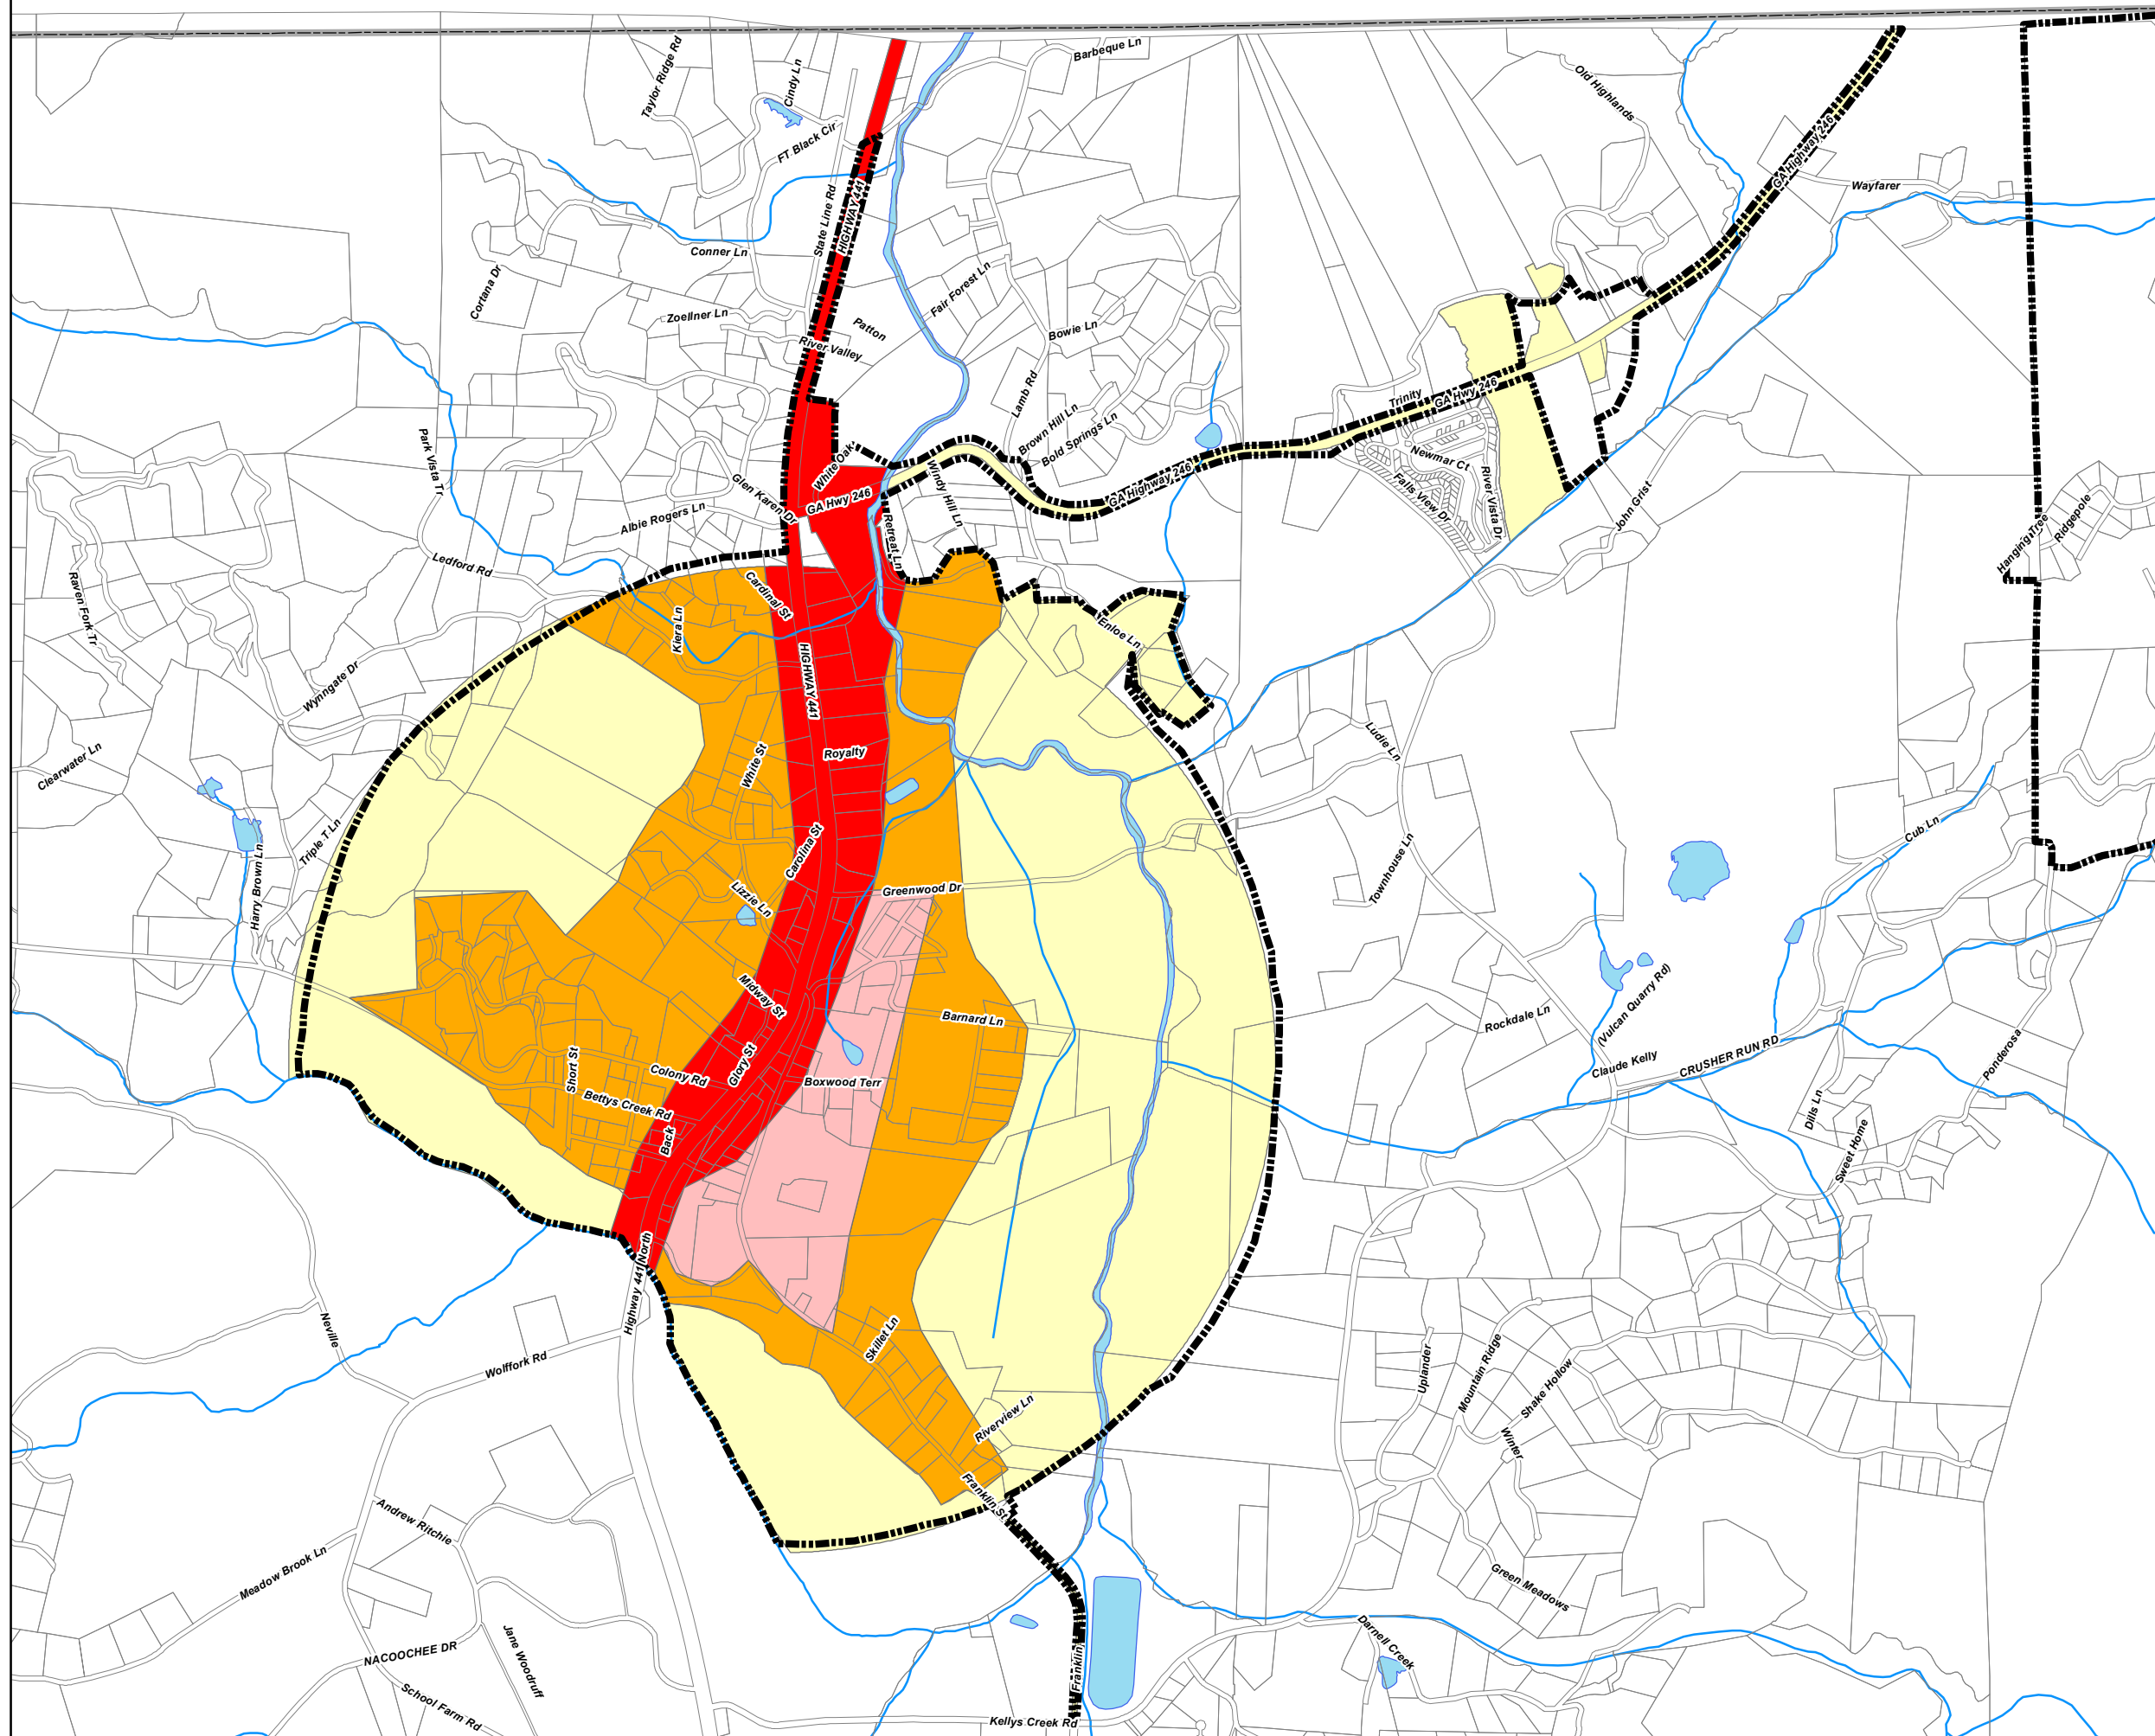 Barbeque Ln
Taylor Ridge Rd
Cindy Ln
Old Highlands
FT Black Cir
GA Highway 246
Wayfarer
State Line Rd
HIGHWAY 441
Conner Ln
Cortana Dr
Fair Forest Ln
Zoellner Ln
Patton
Bowie Ln
River Valley
Lamb Rd
Trinity
GA Hwy 246
Brown Hill Ln
Bold Springs Ln
Park Vista Tr
White Oak
Windy Hill Ln
Newmar Ct
Glen Karen Dr
GA Hwy 246
GA Highway 246
Falls View Dr
River Vista Dr
John Grist
Albie Rogers Ln
Retreat Ln
Ridgepole
Hanging Tree
Ledford Rd
Raven Fork Tr
Cardinal St
Kiera Ln
Enloe Ln
Wynngate Dr
HIGHWAY 441
Ludie Ln
Royalty
White St
Clearwater Ln
Triple T Ln
Carolina St
Cub Ln
Townhouse Ln
Harry Brown Ln
Lizzie Ln
Greenwood Dr
Midway St
Barnard Ln
Rockdale Ln
(Vulcan Quarry Rd)
Short St
Glory St
Colony Rd
Boxwood Terr
Claude Kelly
CRUSHER RUN RD
Ponderosa
Bettys Creek Rd
Dills Ln
Back
Sweet Home
Highway 441 North
Neville
Skillet Ln
Wolffork Rd
Uplander
Mountain Ridge
Shake Hollow
Riverview Ln
Winter
Franklin St
Andrew Ritchie
Meadow Brook Ln
Green Meadows
Darnell Creek
NACOOCHEE DR
Jane Woodruff
Franklin
School Farm Rd
Kellys Creek Rd